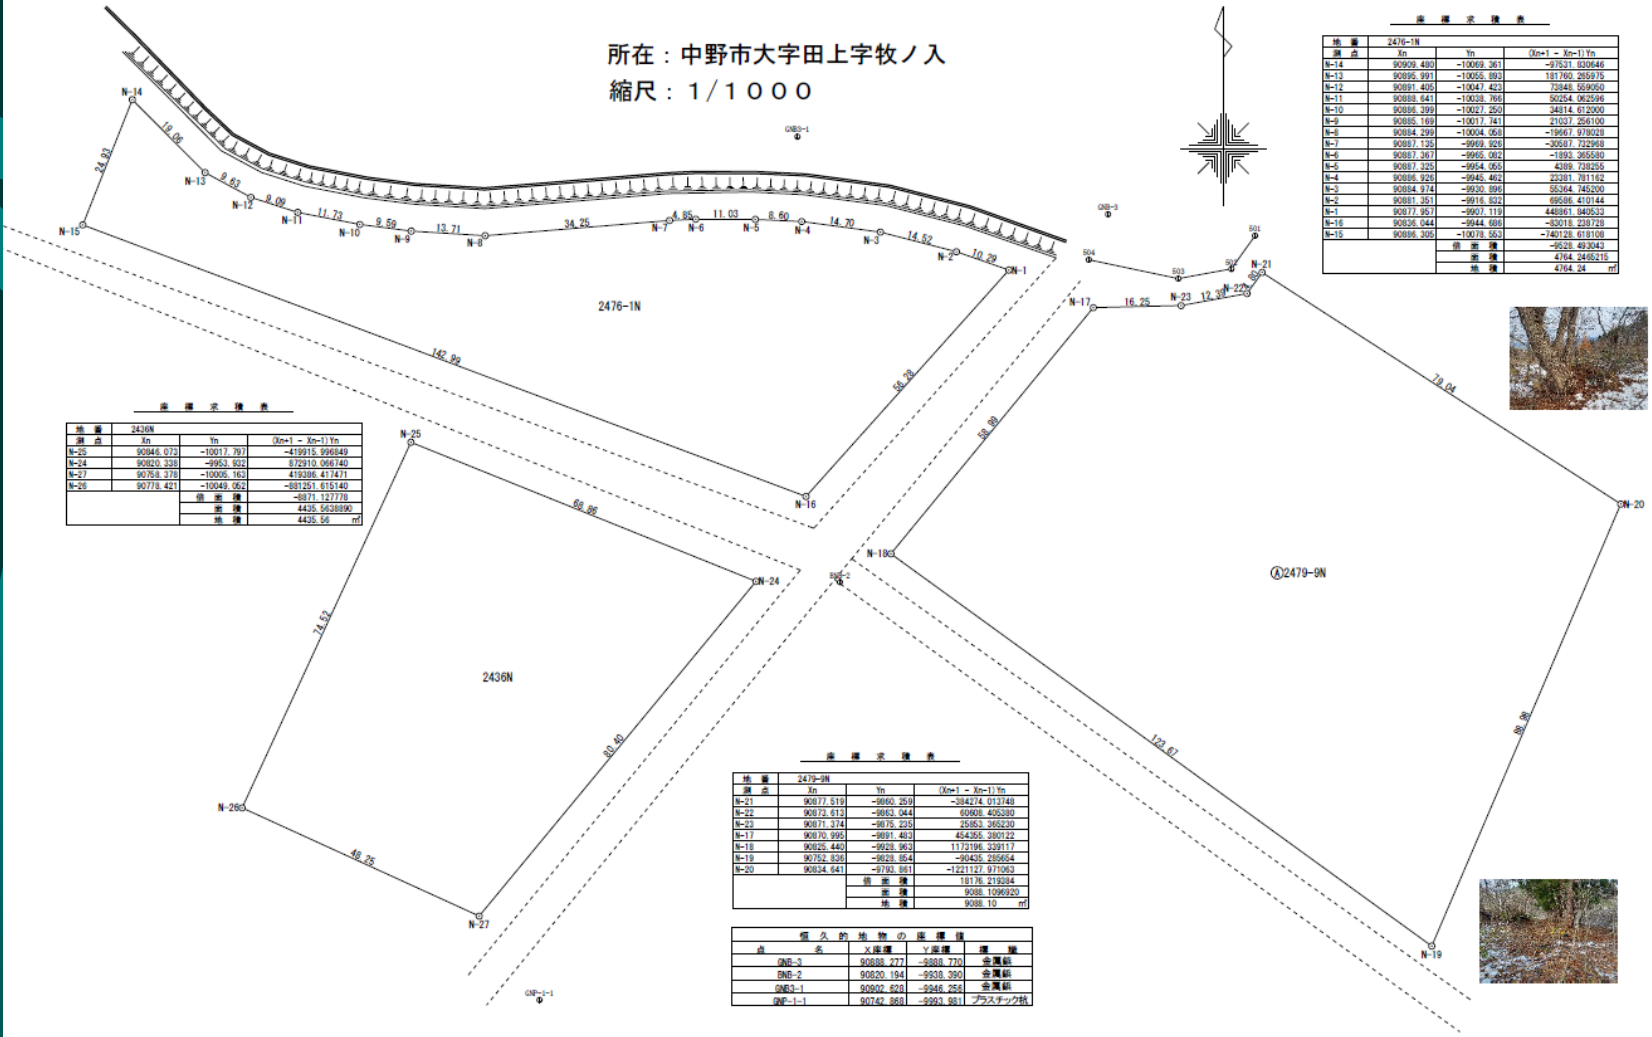 所在：中野市大字田上字牧ノ入
縮尺：1/1000
座標求積表
地番 2476-1N
測点 Xn Yn (Xn+1 - Xn-1)Yn
N-14 90909.480 -10069.361 -97531.830646
N-13 90895.991 -10055.893 181760.265975
N-12 90891.405 -10047.423 73848.559050
N-11 90888.641 -10038.766 50254.062596
N-10 90886.399 -10027.250 34814.612000
N-9 90885.169 -10017.741 21037.256100
N-8 90884.299 -10004.058 -19667.978028
N-7 90887.135 -9969.926 -30587.732968
N-6 90887.367 -9965.082 -1893.365580
N-5 90887.325 -9954.055 4389.738255
N-4 90886.926 -9945.462 23381.781162
N-3 90884.974 -9930.896 55364.745200
N-2 90881.351 -9916.832 69586.410144
N-1 90877.957 -9907.119 448861.840533
N-16 90836.044 -9944.686 -83018.238728
N-15 90886.305 -10078.553 -740128.618108
倍面積 -9528.493043
面積 4764.2465215
地積 4764.24 ㎡
GNB3-1
GNB-3
N-14
19.06
24.93
N-13
9.63
N-12
9.09
N-11
11.73
N-10
9.59
N-9
13.71
N-8
34.25
N-7
4.85
N-6
11.03
N-5
8.60
N-4
14.70
N-3
14.52
N-2
10.29
N-1
N-15
2476-1N
142.99
56.28
N-16
504
503
502
501
N-21
N-22
12.39
N-23
16.25
N-17
58.99
79.04
N-18
N-20
Ⓐ2479-9N
123.67
88.98
N-19
BNB-2
座標求積表
地番 2436N
測点 Xn Yn (Xn+1 - Xn-1)Yn
N-25 90846.073 -10017.797 -419915.996849
N-24 90820.338 -9953.932 872910.066740
N-27 90758.378 -10005.163 419386.417471
N-26 90778.421 -10049.052 -881251.615140
倍面積 -8871.127778
面積 4435.5638890
地積 4435.56 ㎡
N-25
68.86
N-24
74.52
2436N
80.40
N-26
48.25
N-27
GNP-1-1
座標求積表
地番 2479-9N
測点 Xn Yn (Xn+1 - Xn-1)Yn
N-21 90877.519 -9860.259 -384274.013748
N-22 90873.613 -9863.044 60608.405380
N-23 90871.374 -9875.235 25853.365230
N-17 90870.995 -9891.483 454355.380122
N-18 90825.440 -9928.963 1173196.339117
N-19 90752.836 -9828.854 -90435.285654
N-20 90834.641 -9793.861 -1221127.971063
倍面積 18176.219384
面積 9088.1096920
地積 9088.10 ㎡
恒久的地物の座標値
点名 X座標 Y座標 標識
GNB-3 90888.277 -9888.770 金属鋲
BNB-2 90820.194 -9938.390 金属鋲
GNB3-1 90902.628 -9946.256 金属鋲
GNP-1-1 90742.868 -9993.981 プラスチック杭